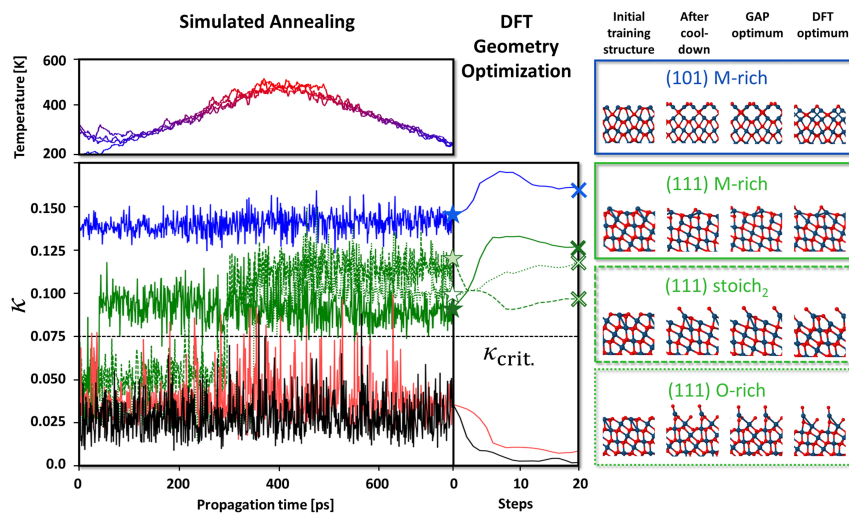 Simulated Annealing
DFT
Geometry
Optimization
Initial
training
structure
After
cool-
down
GAP
optimum
DFT
optimum
Temperature [K]
600
400
200
(101) M-rich
(111) M-rich
(111) stoich₂
(111) O-rich
κ
0.150
0.125
0.100
0.075
0.050
0.025
0.0
κcrit.
0
200
400
600
0
10
20
Propagation time [ps]
Steps